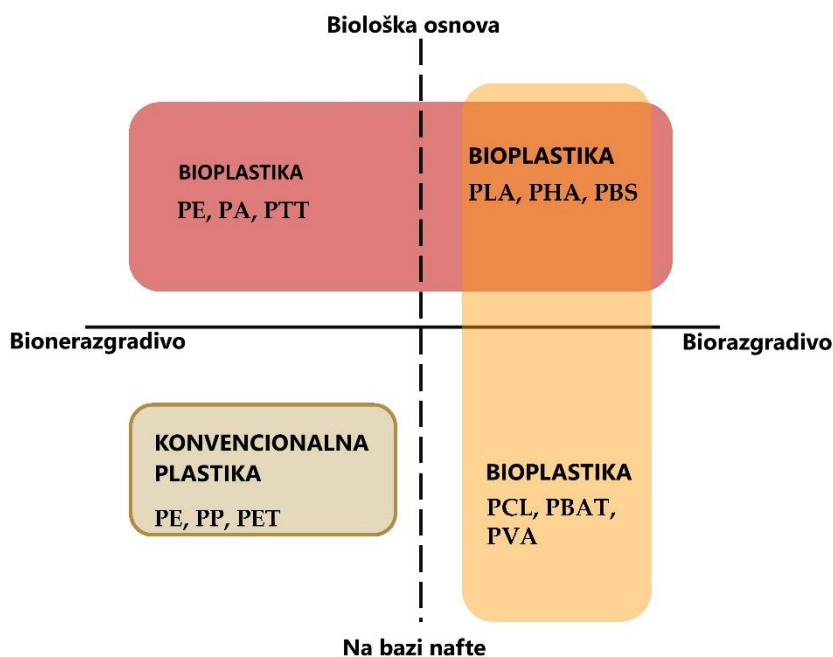 Biološka osnova
BIOPLASTIKA
PE, PA, PTT
BIOPLASTIKA
PLA, PHA, PBS
Bionerazgradivo
Biorazgradivo
KONVENCIONALNA
PLASTIKA
PE, PP, PET
BIOPLASTIKA
PCL, PBAT,
PVA
Na bazi nafte